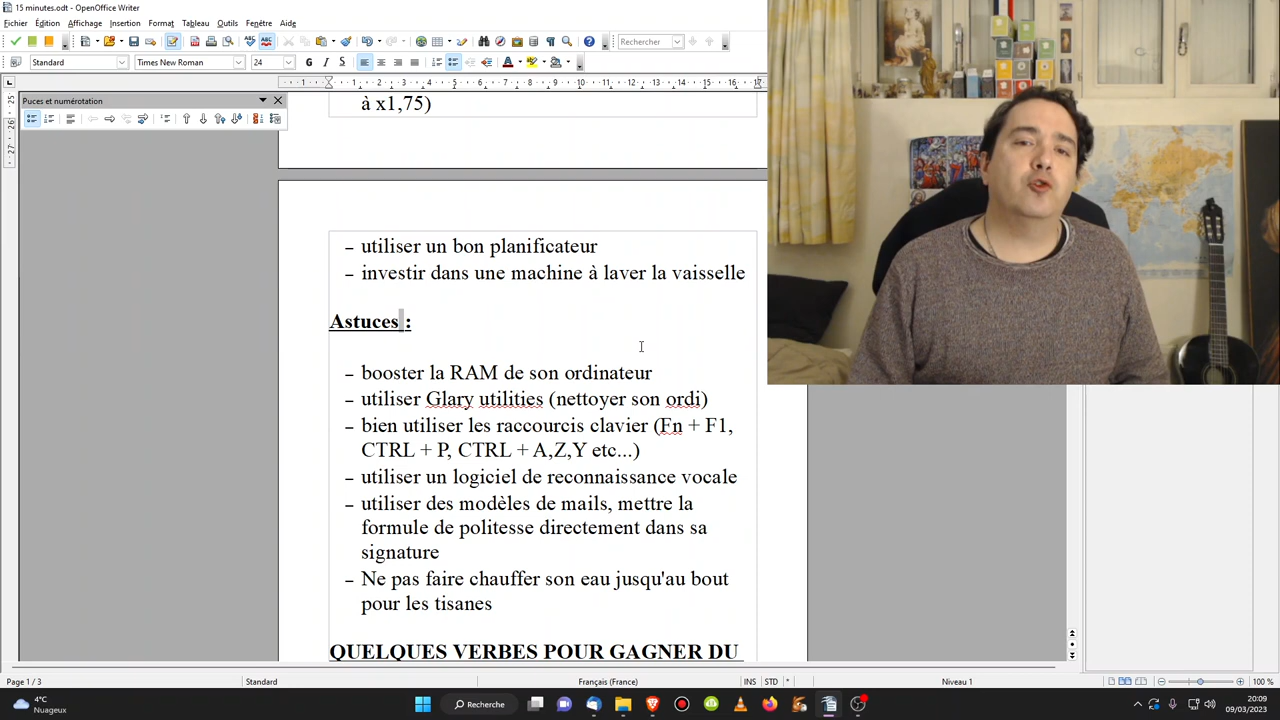 15 minutes.odt - OpenOffice Writer
Fichier Édition Affichage Insertion Format Tableau Outils Fenêtre Aide
Rechercher
Standard Times New Roman 24
Puces et numérotation
à x1,75)
– utiliser un bon planificateur
– investir dans une machine à laver la vaisselle
Astuces :
– booster la RAM de son ordinateur
– utiliser Glary utilities (nettoyer son ordi)
– bien utiliser les raccourcis clavier (Fn + F1,
CTRL + P, CTRL + A,Z,Y etc...)
– utiliser un logiciel de reconnaissance vocale
– utiliser des modèles de mails, mettre la
formule de politesse directement dans sa
signature
– Ne pas faire chauffer son eau jusqu'au bout
pour les tisanes
QUELQUES VERBES POUR GAGNER DU
Page 1 / 3 Standard Français (France) INS STD * Niveau 1 100 %
4°C
Nuageux
Recherche
20:09
09/03/2023